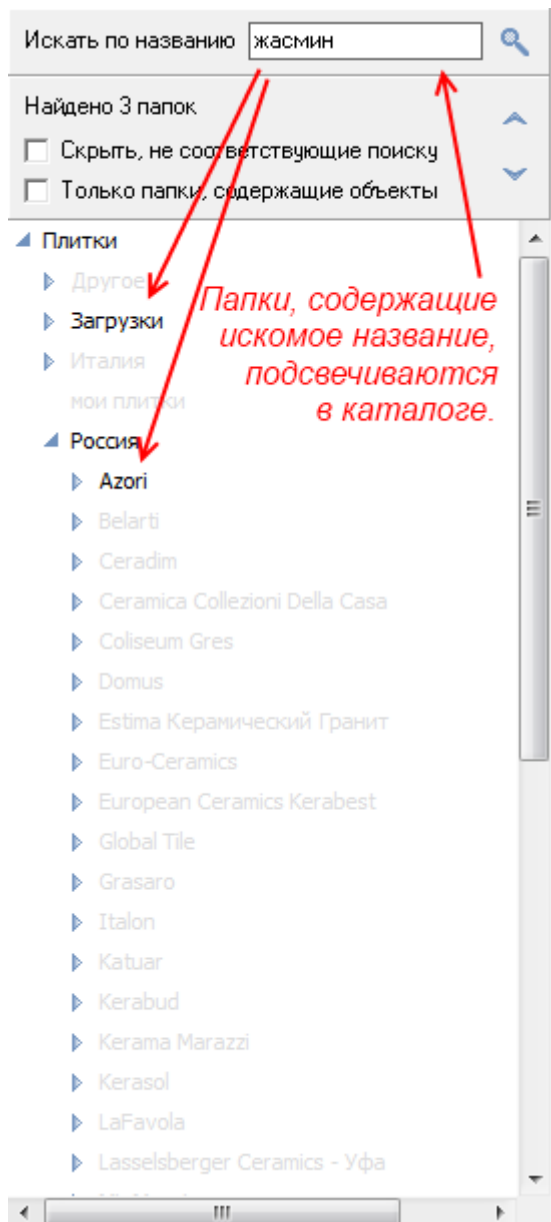 Искать по названию жасмин
Найдено 3 папок
Скрыть, не соответствующие поиску
Только папки, содержащие объекты
Плитки
Другое
Загрузки
Италия
мои плитки
Россия
Azori
Belarti
Ceradim
Ceramica Collezioni Della Casa
Coliseum Gres
Domus
Estima Керамический Гранит
Euro-Ceramics
European Ceramics Kerabest
Global Tile
Grasaro
Italon
Katuar
Kerabud
Kerama Marazzi
Kerasol
LaFavola
Lasselsberger Ceramics - Уфа
Папки, содержащие
искомое название,
подсвечиваются
в каталоге.